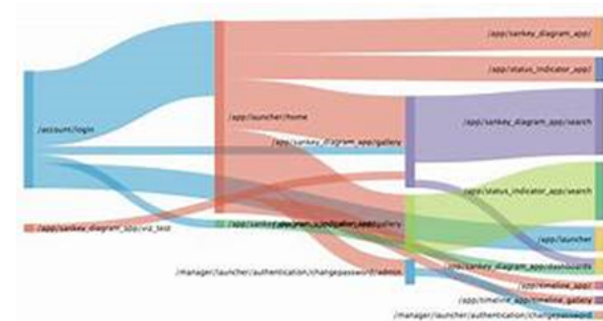 /app/sankey_diagram_app/
/app/status_indicator_app/
/app/launcher/home
/app/sankey_diagram_app/search
/account/login
/app/sankey_diagram_app/gallery
/app/status_indicator_app/search
/app/sankey_diagram_app/viz_test
/app/launcher
/app/sankey_diagram_app/dashboards
/manager/launcher/authentication/changepassword/admin
/app/timeline_app/
/app/timeline_app/timeline_gallery
/manager/launcher/authentication/changepassword